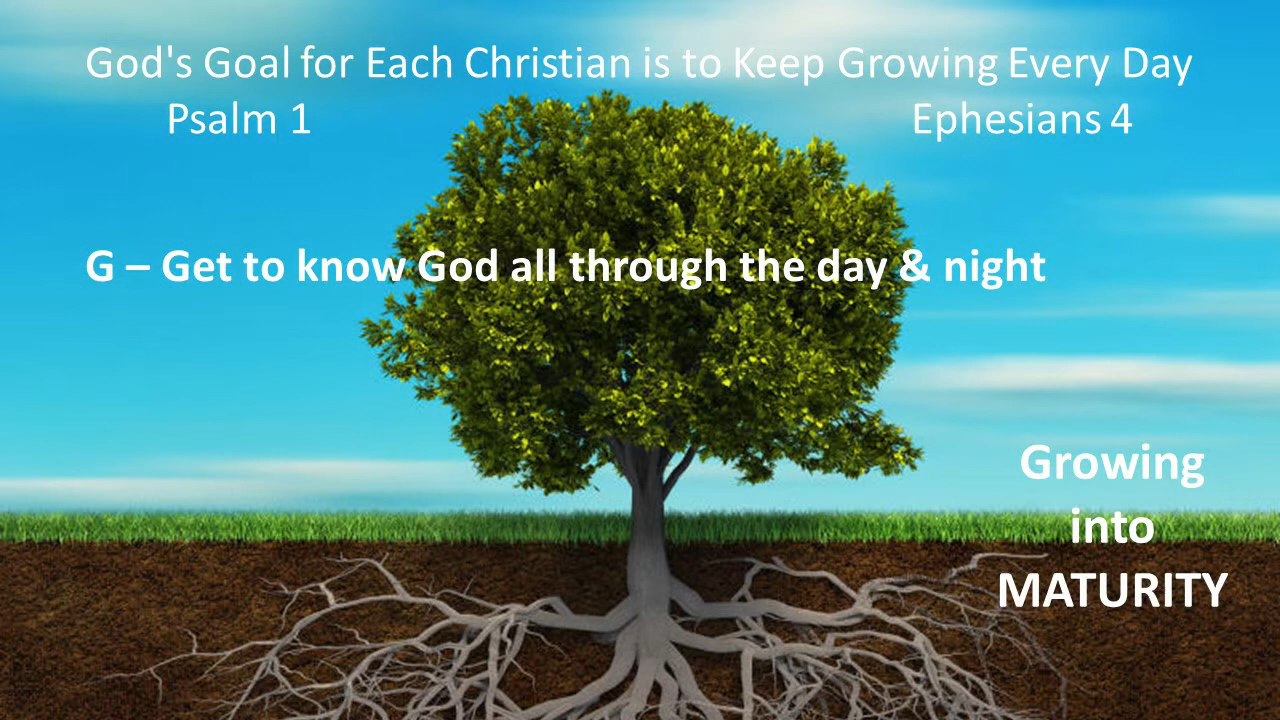 God's Goal for Each Christian is to Keep Growing Every Day
Psalm 1 Ephesians 4
G – Get to know God all through the day & night
Growing
into
MATURITY